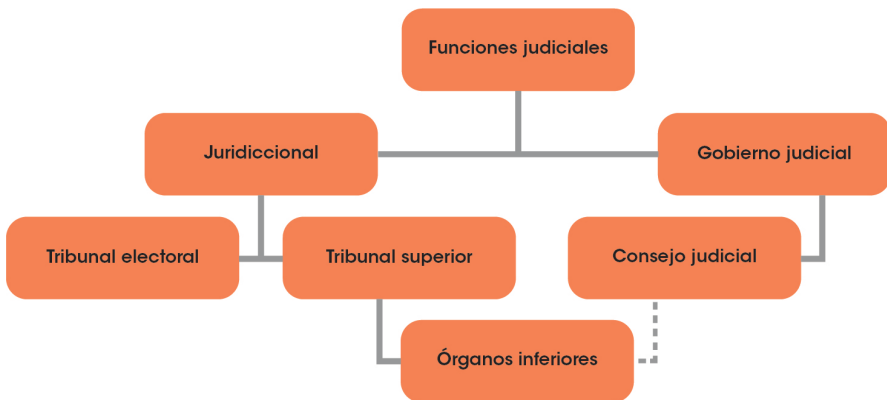 Funciones judiciales
Juridiccional
Gobierno judicial
Tribunal electoral
Tribunal superior
Consejo judicial
Órganos inferiores